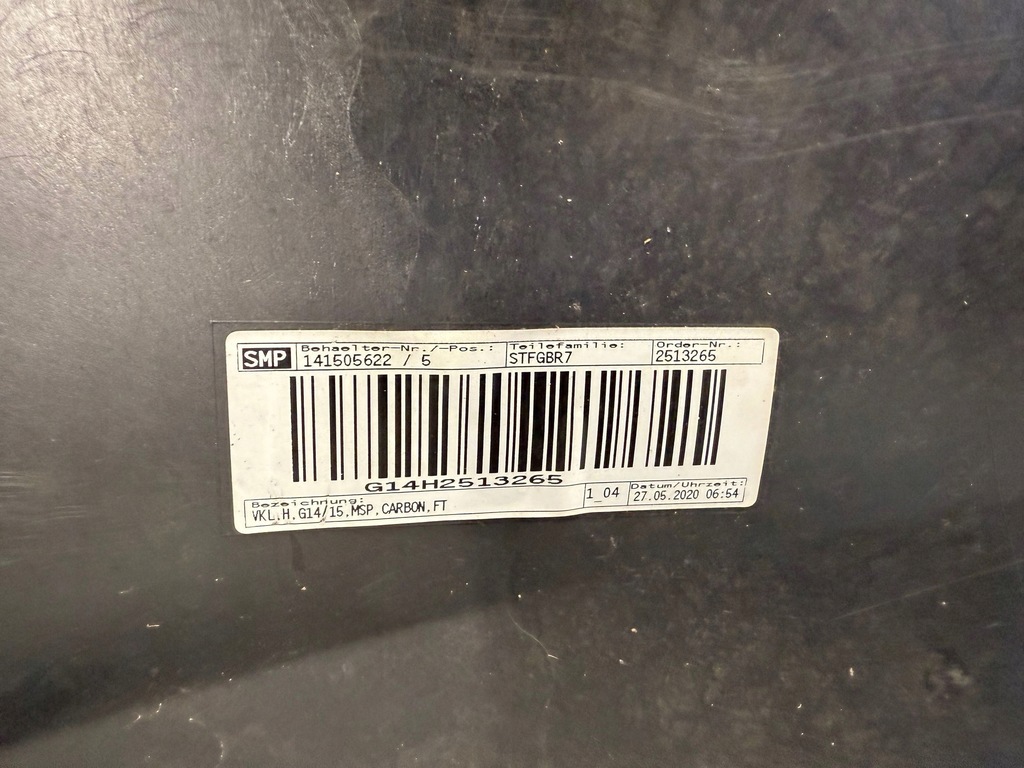 SMP Behaelter-Nr./-Pos.: Teilefamilie: Order-Nr.:
141505622 / 5 STFGBR7 2513265
G14H2513265
Bezeichnung: 1_04 Datum/Uhrzeit:
VKL.H.G14/15.MSP.CARBON.FT 27.05.2020 06:54